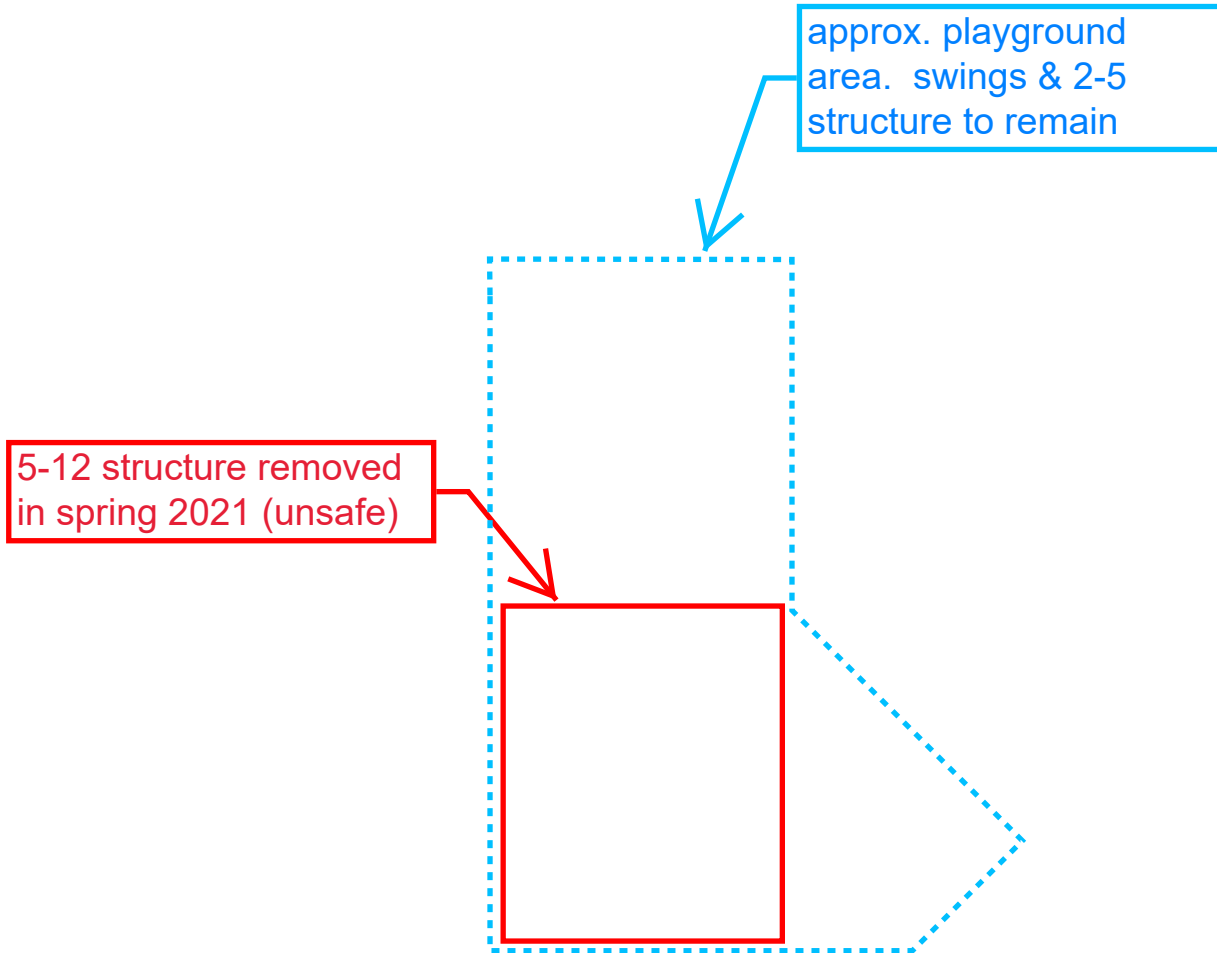 approx. playground
area.  swings & 2-5
structure to remain
5-12 structure removed
in spring 2021 (unsafe)